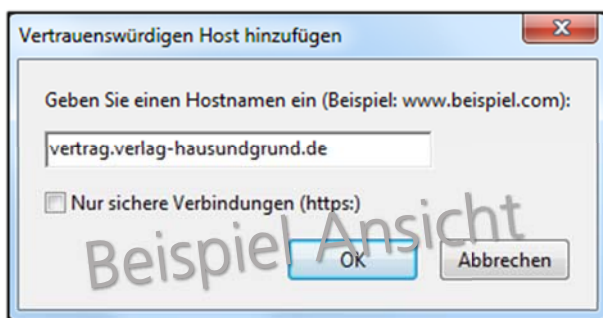 Vertrauenswürdigen Host hinzufügen
Geben Sie einen Hostnamen ein (Beispiel: www.beispiel.com):
vertrag.verlag-hausundgrund.de
Nur sichere Verbindungen (https:)
Beispiel Ansicht
OK Abbrechen